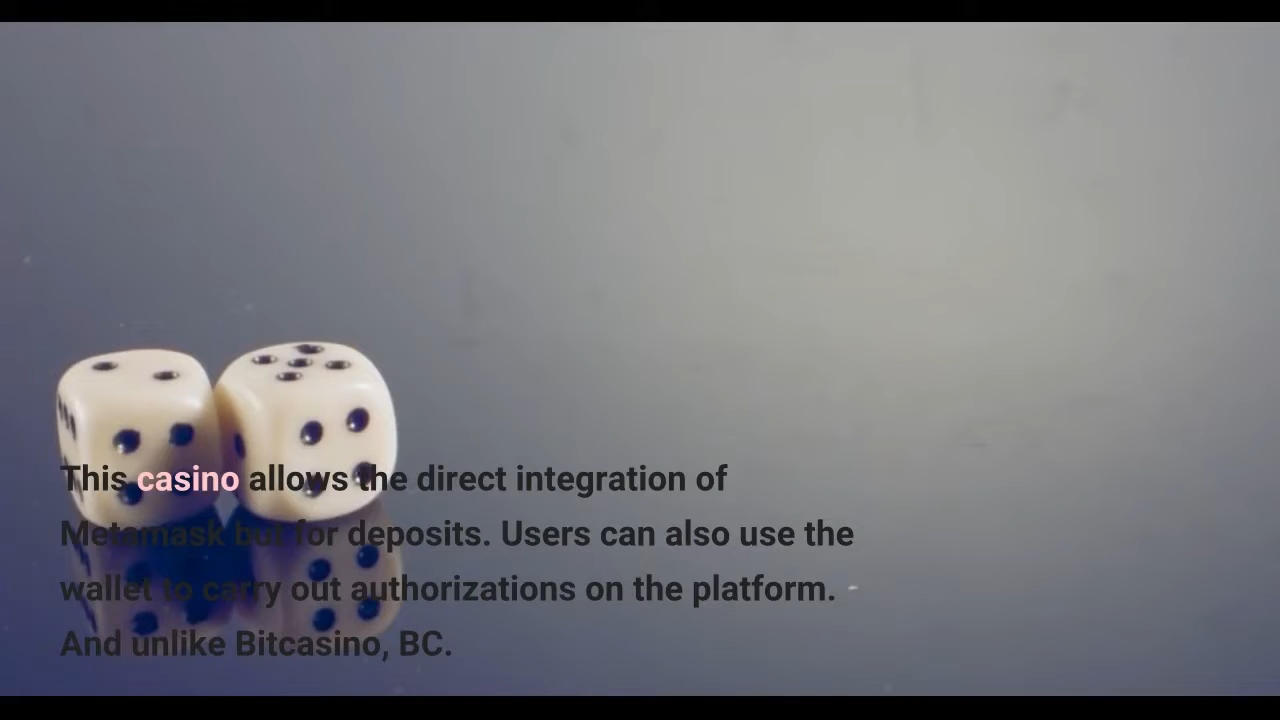 This casino allows the direct integration of
Metamask but for deposits. Users can also use the
wallet to carry out authorizations on the platform.
And unlike Bitcasino, BC.